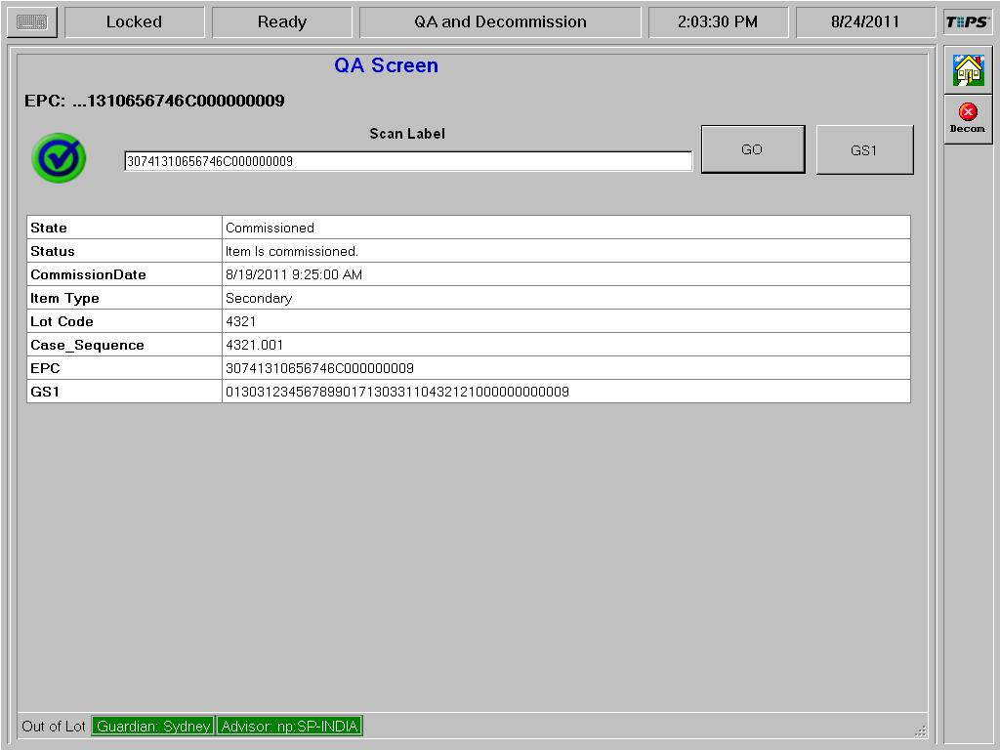 Locked Ready QA and Decommission 2:03:30 PM 8/24/2011 TIPS
QA Screen
EPC: ...1310656746C000000009
Decom
Scan Label
30741310656746C000000009
GO
GS1
State Commissioned
Status Item Is commissioned.
CommissionDate 8/19/2011 9:25:00 AM
Item Type Secondary
Lot Code 4321
Case_Sequence 4321.001
EPC 30741310656746C000000009
GS1 01303123456789901713033110432121000000000009
Out of Lot Guardian: Sydney Advisor: np:SP-INDIA